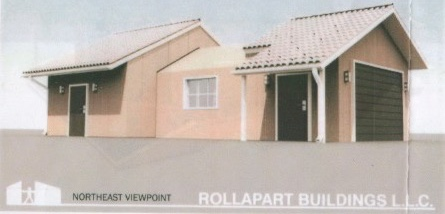 NORTHEAST VIEWPOINT
ROLLAPART BUILDINGS L.L.C.